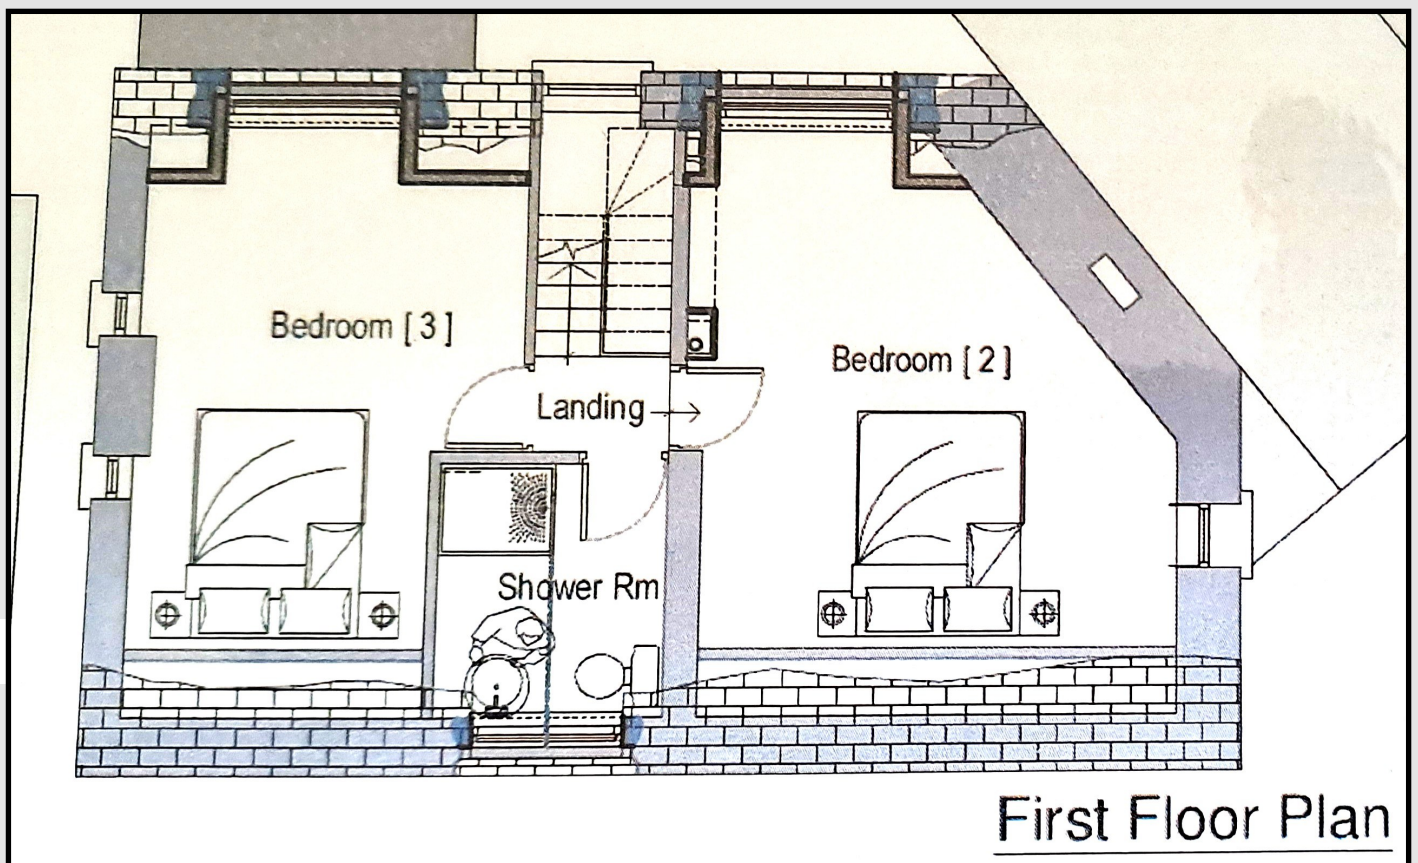 Bedroom [ 3 ]
Bedroom [ 2 ]
Landing
Shower Rm
First Floor Plan